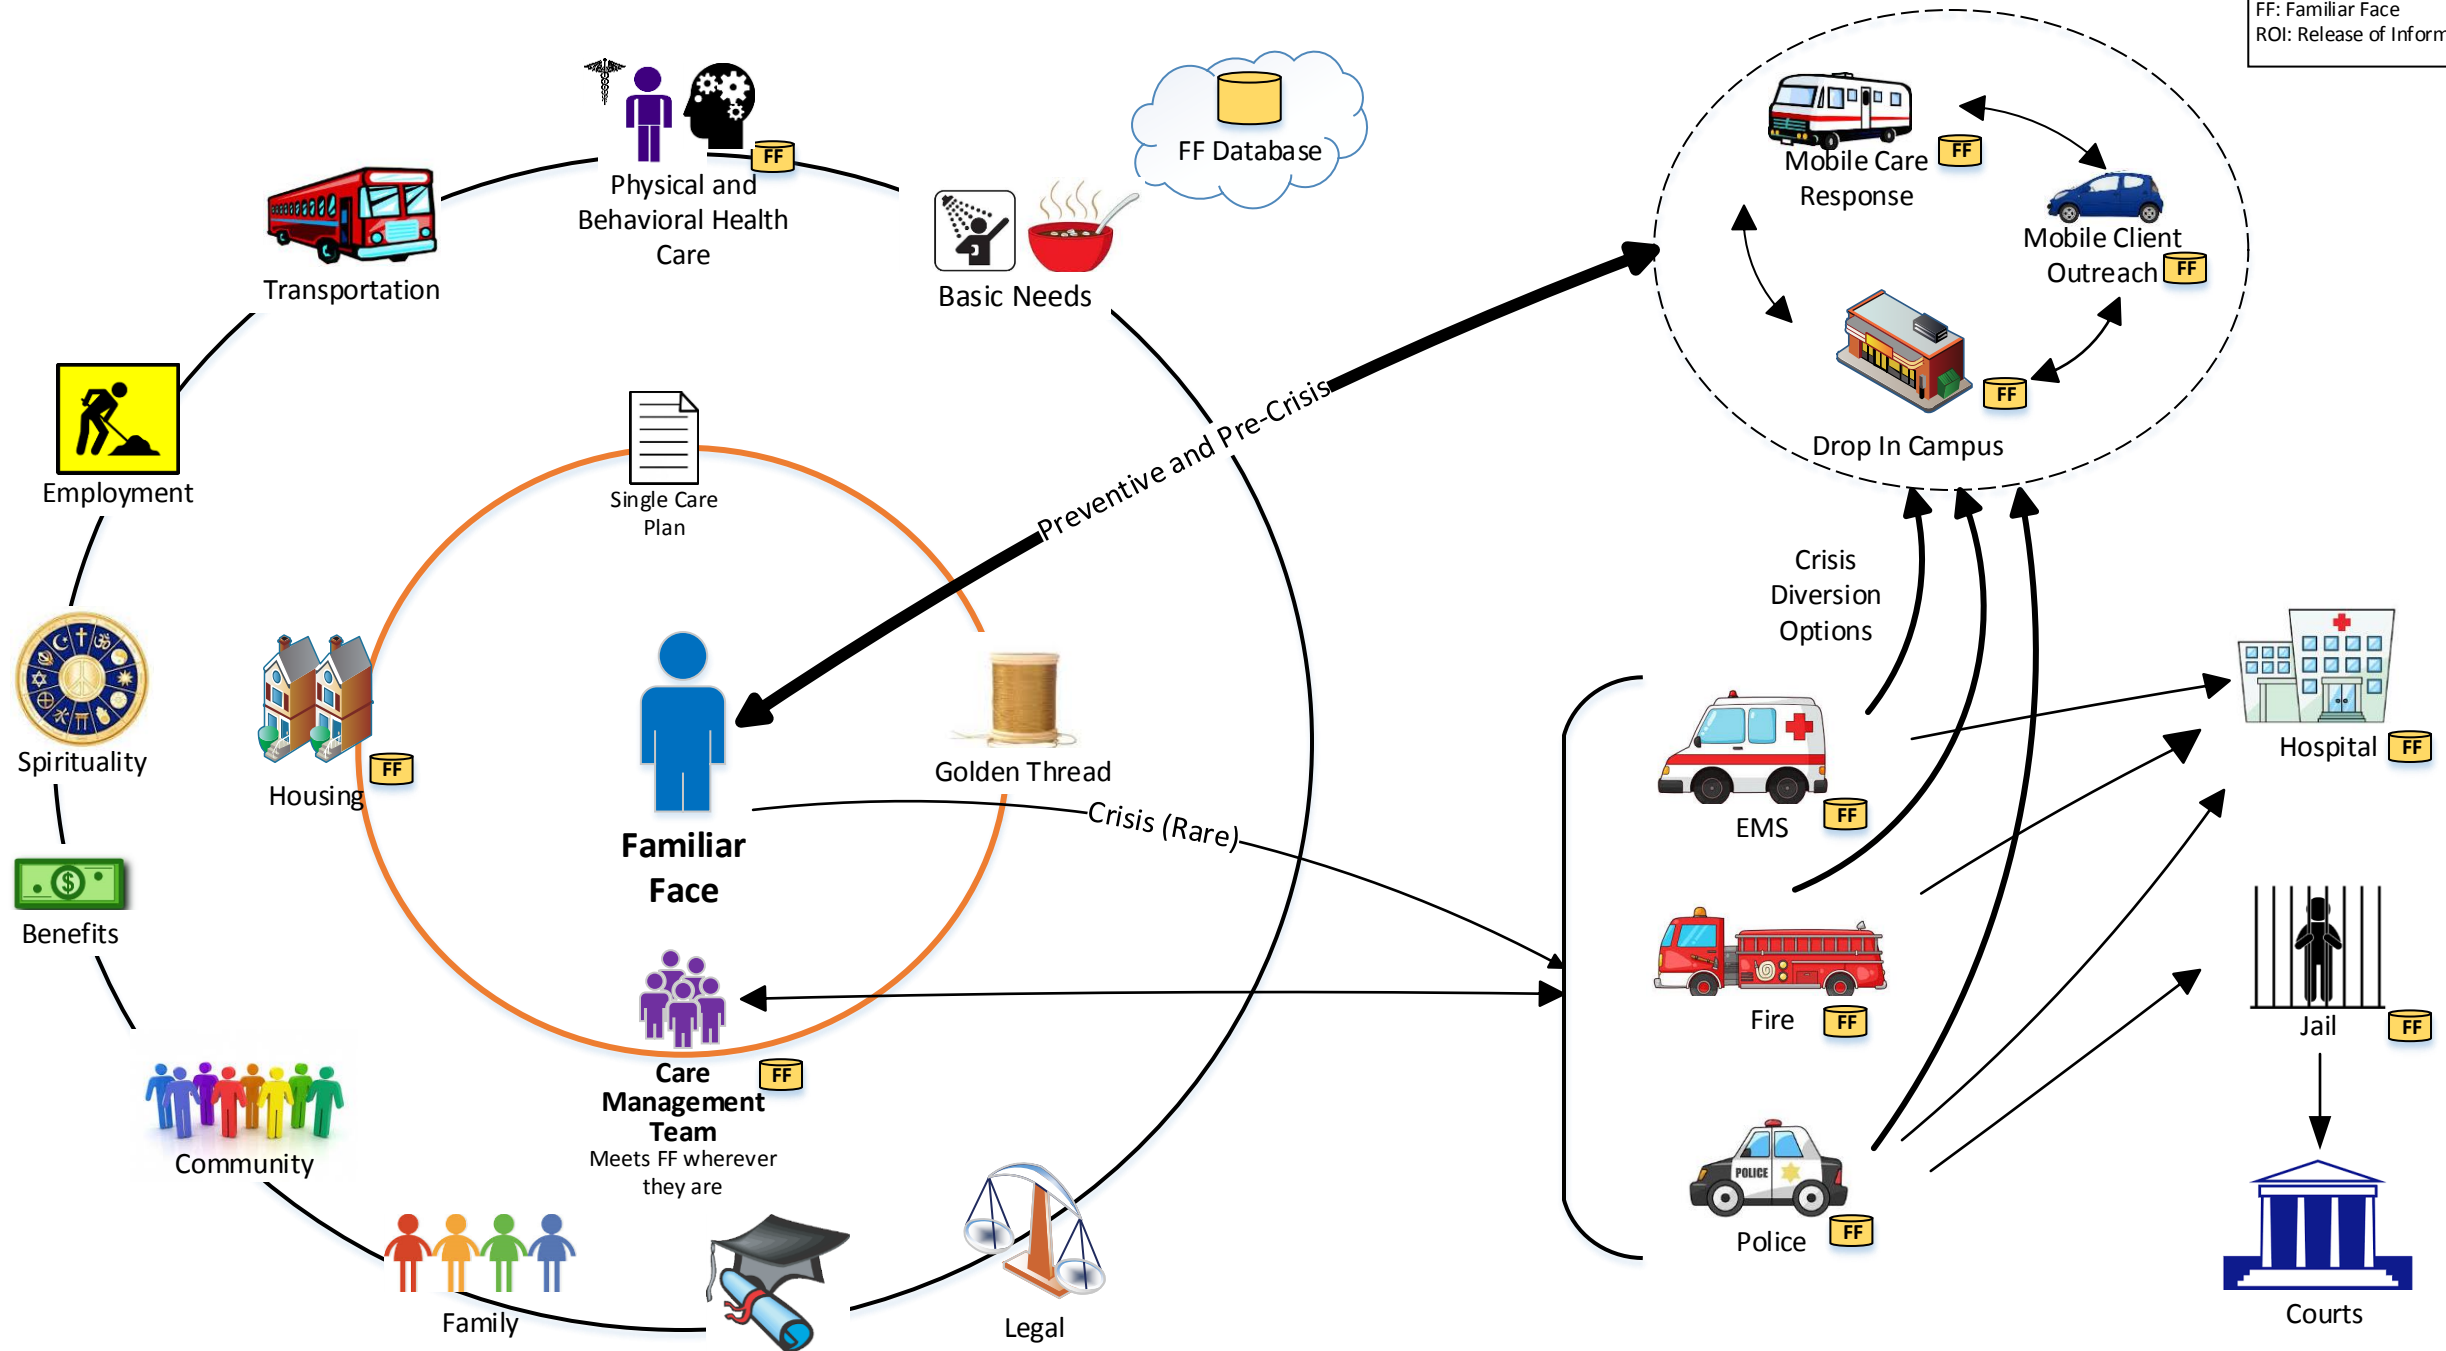 FF: Familiar Face
ROI: Release of Inform
FF
Physical and
Behavioral Health
Care
FF Database
Transportation
Basic Needs
Mobile Care
Response
FF
Mobile Client
Outreach
FF
FF
Drop In Campus
Employment
Single Care
Plan
Preventive and Pre-Crisis
Crisis
Diversion
Options
Spirituality
Housing
FF
Golden Thread
Familiar
Face
Crisis (Rare)
Hospital
FF
EMS
FF
Benefits
Fire
FF
Jail
FF
Care
Management
Team
FF
Meets FF wherever
they are
Community
POLICE
Police
FF
Family
Legal
Courts